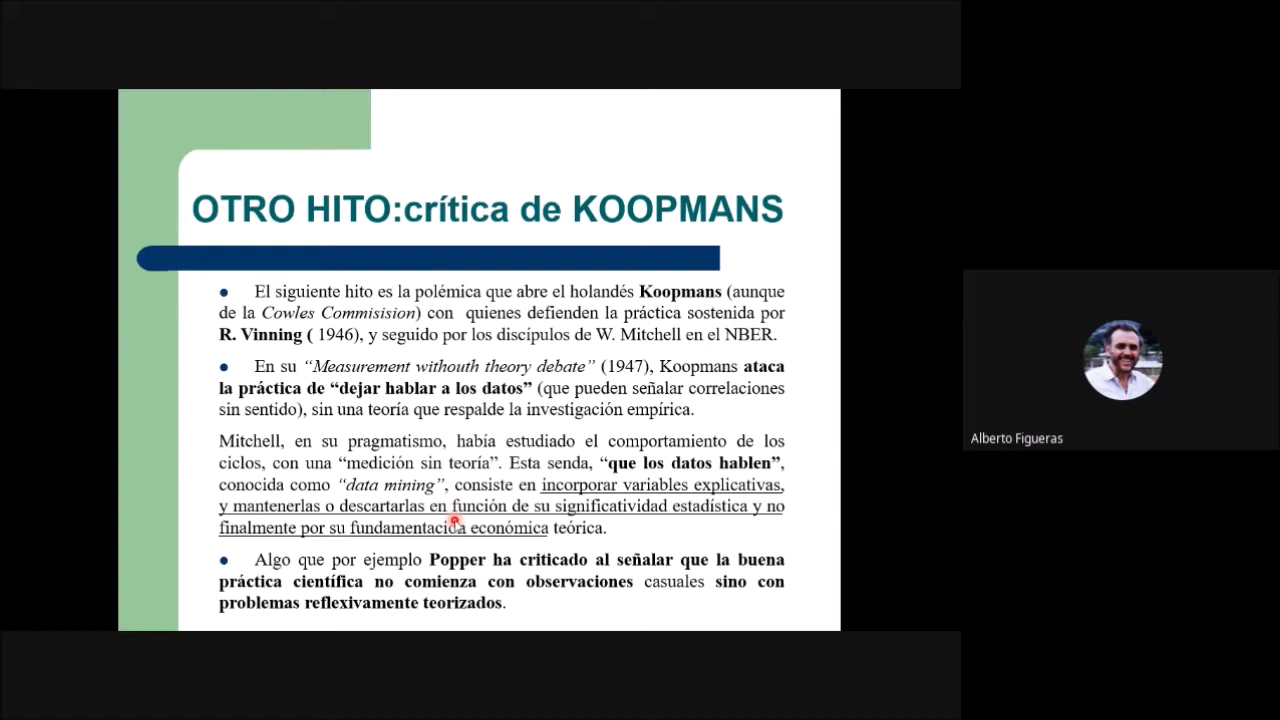 OTRO HITO:crítica de KOOPMANS
El siguiente hito es la polémica que abre el holandés Koopmans (aunque
de la Cowles Commisision) con quienes defienden la práctica sostenida por
R. Vinning ( 1946), y seguido por los discípulos de W. Mitchell en el NBER.
En su “Measurement withouth theory debate” (1947), Koopmans ataca
la práctica de “dejar hablar a los datos” (que pueden señalar correlaciones
sin sentido), sin una teoría que respalde la investigación empírica.
Mitchell, en su pragmatismo, había estudiado el comportamiento de los
ciclos, con una “medición sin teoría”. Esta senda, “que los datos hablen”,
conocida como “data mining”, consiste en incorporar variables explicativas,
y mantenerlas o descartarlas en función de su significatividad estadística y no
finalmente por su fundamentación económica teórica.
Algo que por ejemplo Popper ha criticado al señalar que la buena
práctica científica no comienza con observaciones casuales sino con
problemas reflexivamente teorizados.
Alberto Figueras